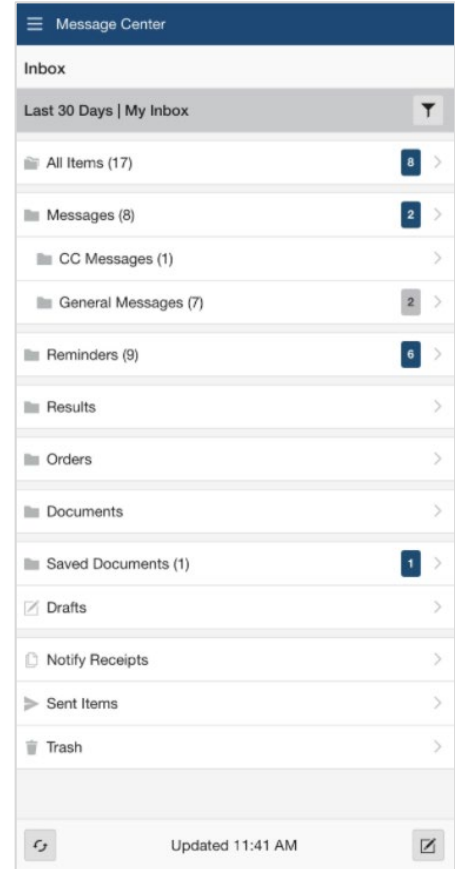 Message Center
Inbox
Last 30 Days | My Inbox
All Items (17) 8
Messages (8) 2
CC Messages (1)
General Messages (7) 2
Reminders (9) 6
Results
Orders
Documents
Saved Documents (1) 1
Drafts
Notify Receipts
Sent Items
Trash
Updated 11:41 AM